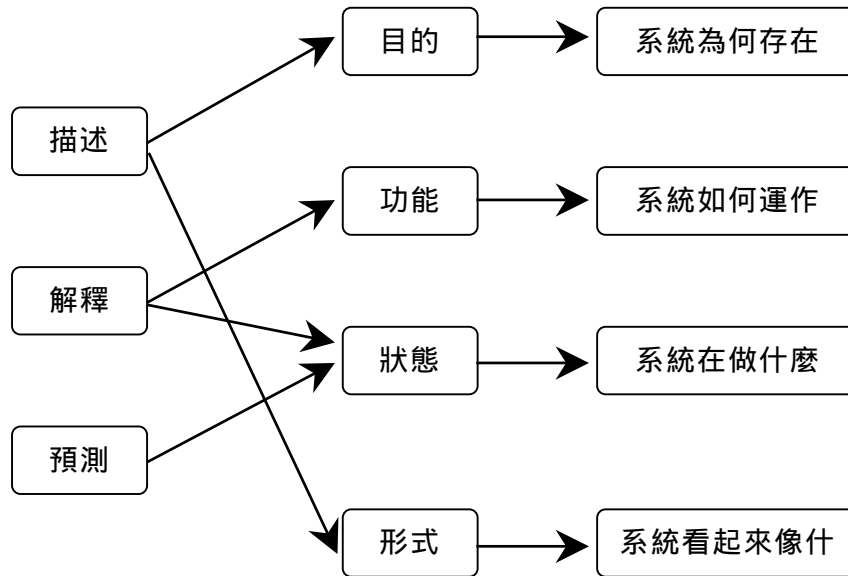 目的
系統為何存在
描述
功能
系統如何運作
解釋
狀態
系統在做什麼
預測
形式
系統看起來像什